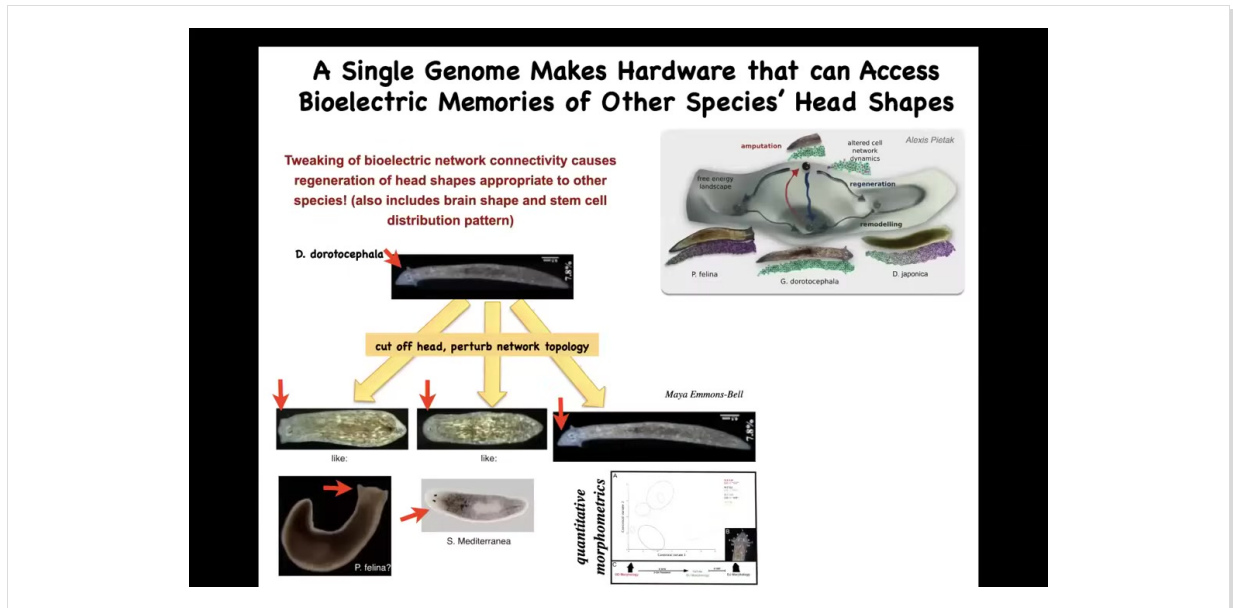 A Single Genome Makes Hardware that can Access
Bioelectric Memories of Other Species' Head Shapes
Tweaking of bioelectric network connectivity causes
regeneration of head shapes appropriate to other
species! (also includes brain shape and stem cell
distribution pattern)
Alexis Pietak
amputation
altered cell
network
dynamics
free energy
landscape
regeneration
remodelling
P. felina
G. dorotocephala
D. japonica
D. dorotocephala
7.8%
cut off head, perturb network topology
Maya Emmons-Bell
7.8%
like:
like:
P. felina?
S. Mediterranea
quantitative
morphometrics
A
C